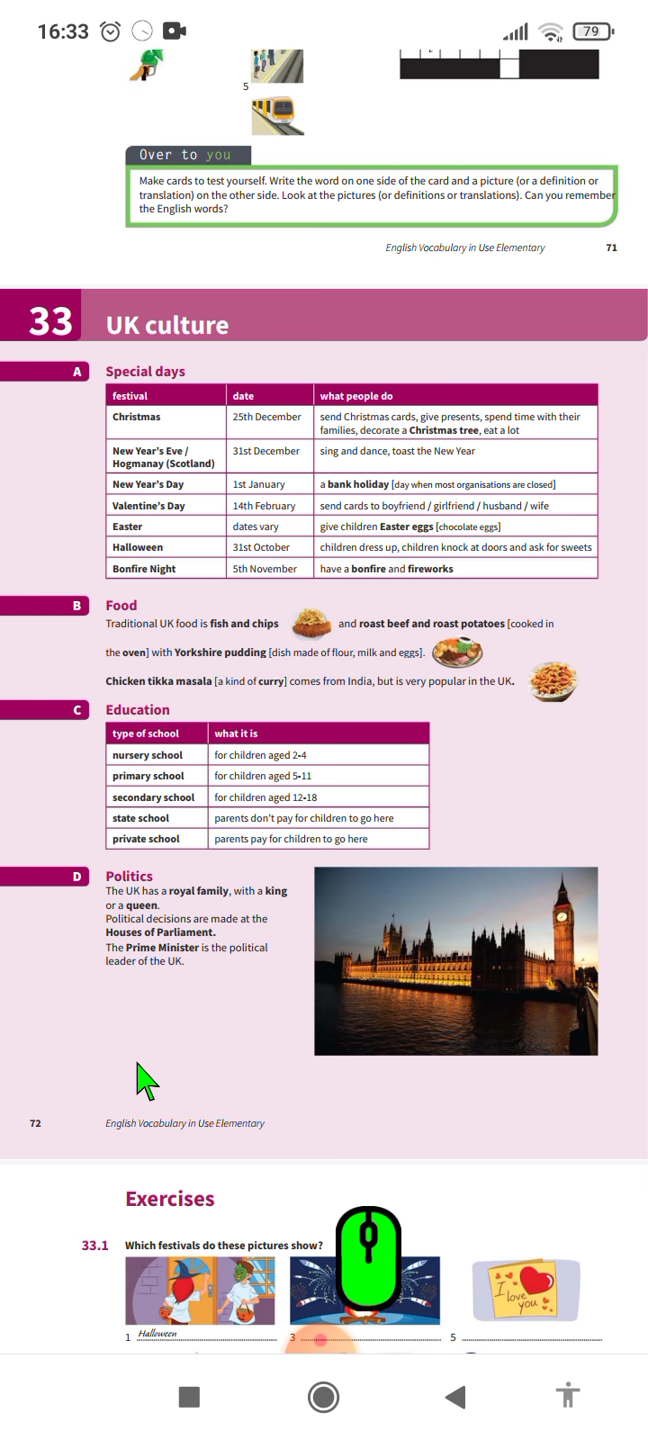 16:33
79
5
Over to you
Make cards to test yourself. Write the word on one side of the card and a picture (or a definition or
translation) on the other side. Look at the pictures (or definitions or translations). Can you remember
the English words?
English Vocabulary in Use Elementary 71
33 UK culture
A Special days
festival date what people do
Christmas 25th December send Christmas cards, give presents, spend time with their
families, decorate a Christmas tree, eat a lot
New Year's Eve / 31st December sing and dance, toast the New Year
Hogmanay (Scotland)
New Year's Day 1st January a bank holiday [day when most organisations are closed]
Valentine's Day 14th February send cards to boyfriend / girlfriend / husband / wife
Easter dates vary give children Easter eggs [chocolate eggs]
Halloween 31st October children dress up, children knock at doors and ask for sweets
Bonfire Night 5th November have a bonfire and fireworks
B Food
Traditional UK food is fish and chips and roast beef and roast potatoes [cooked in
the oven] with Yorkshire pudding [dish made of flour, milk and eggs].
Chicken tikka masala [a kind of curry] comes from India, but is very popular in the UK.
C Education
type of school what it is
nursery school for children aged 2-4
primary school for children aged 5-11
secondary school for children aged 12-18
state school parents don't pay for children to go here
private school parents pay for children to go here
D Politics
The UK has a royal family, with a king
or a queen.
Political decisions are made at the
Houses of Parliament.
The Prime Minister is the political
leader of the UK.
72 English Vocabulary in Use Elementary
Exercises
33.1 Which festivals do these pictures show?
I love
you
1 Halloween 3 5